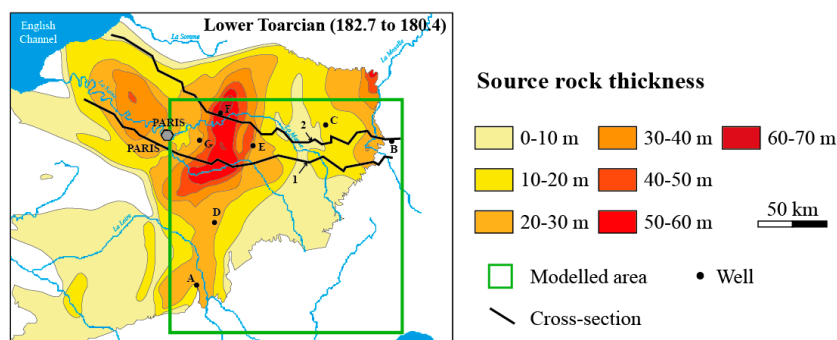 Lower Toarcian (182.7 to 180.4)
English
Channel
La Somme
La Moselle
PARIS
PARIS
F
2
C
La Marne
G
E
B
1
D
La Loire
A
Source rock thickness
0-10 m
30-40 m
60-70 m
10-20 m
40-50 m
20-30 m
50-60 m
50 km
Modelled area
Well
Cross-section